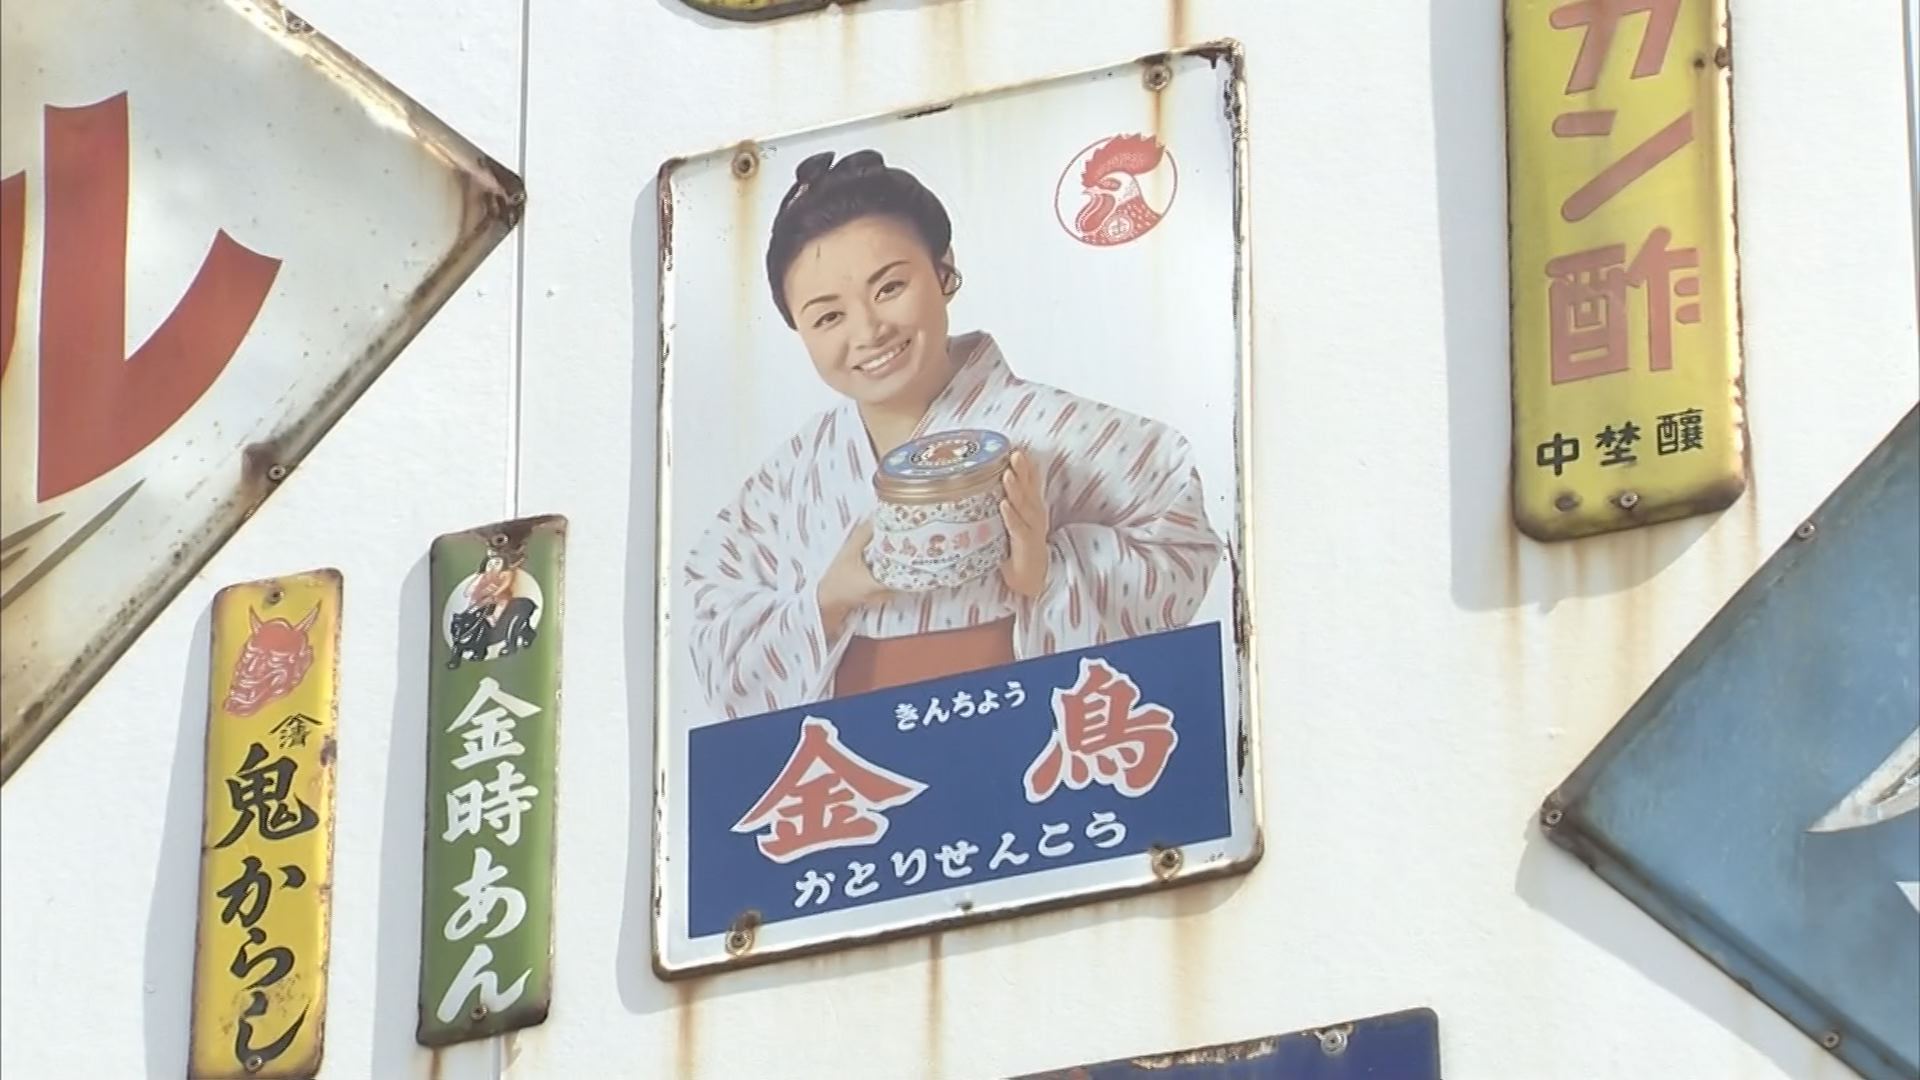 ル
カン酢
中埜醸
きんちょう
金鳥
かとりせんこう
金時あん
鬼からし